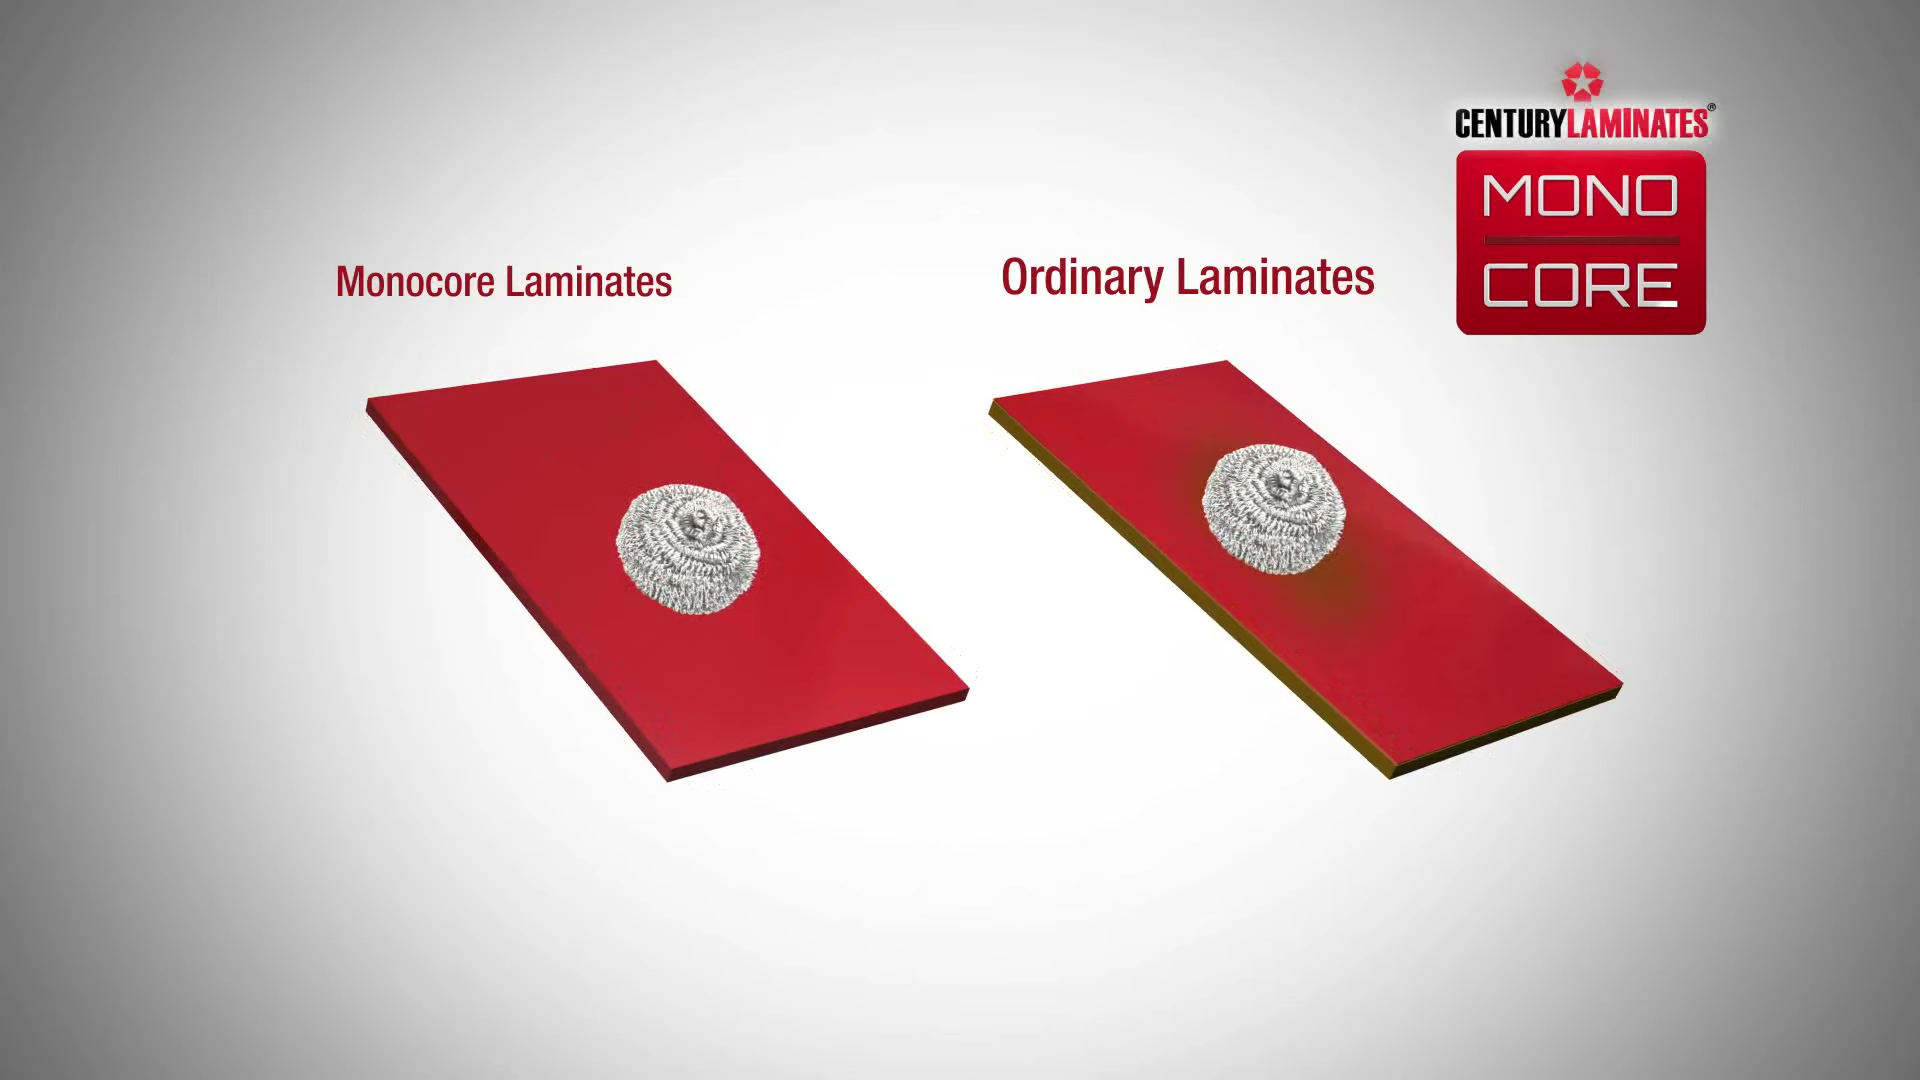 CENTURYLAMINATES®
MONO
CORE
Monocore Laminates
Ordinary Laminates